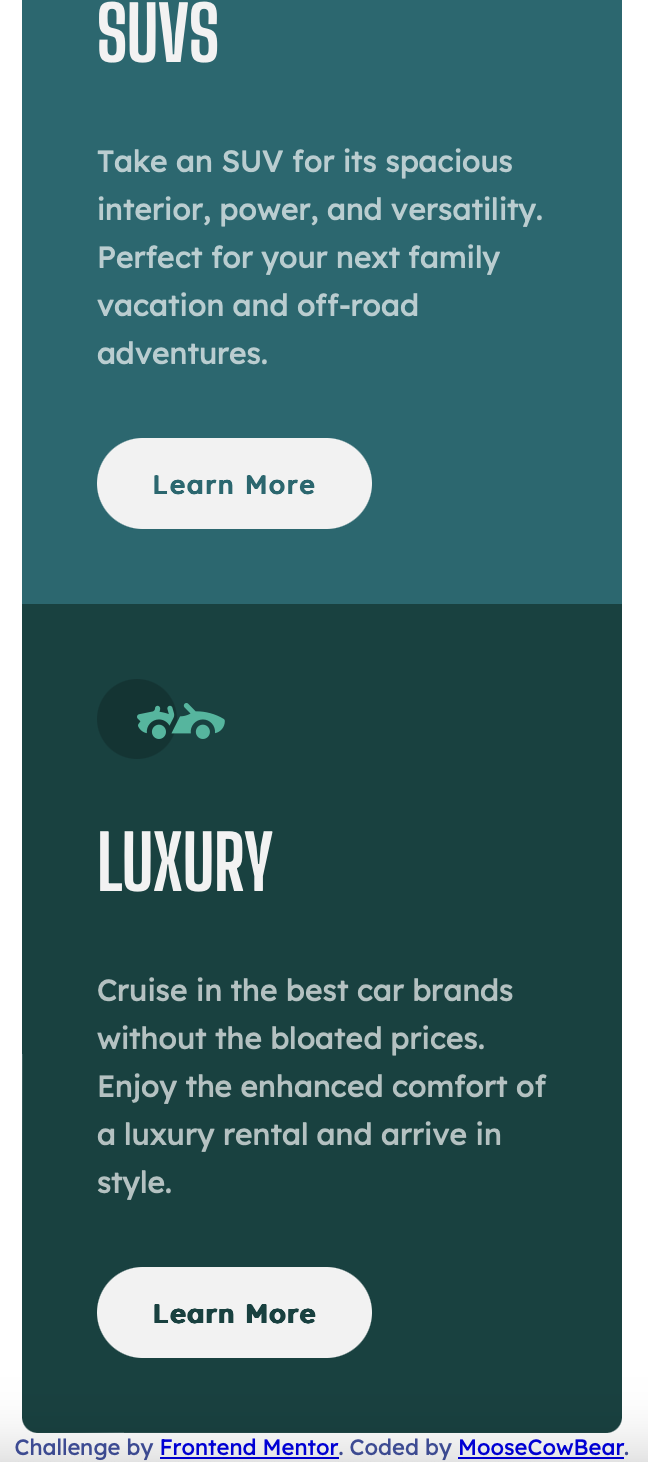 SUVS
Take an SUV for its spacious
interior, power, and versatility.
Perfect for your next family
vacation and off-road
adventures.
Learn More
LUXURY
Cruise in the best car brands
without the bloated prices.
Enjoy the enhanced comfort of
a luxury rental and arrive in
style.
Learn More
Challenge by Frontend Mentor. Coded by MooseCowBear.